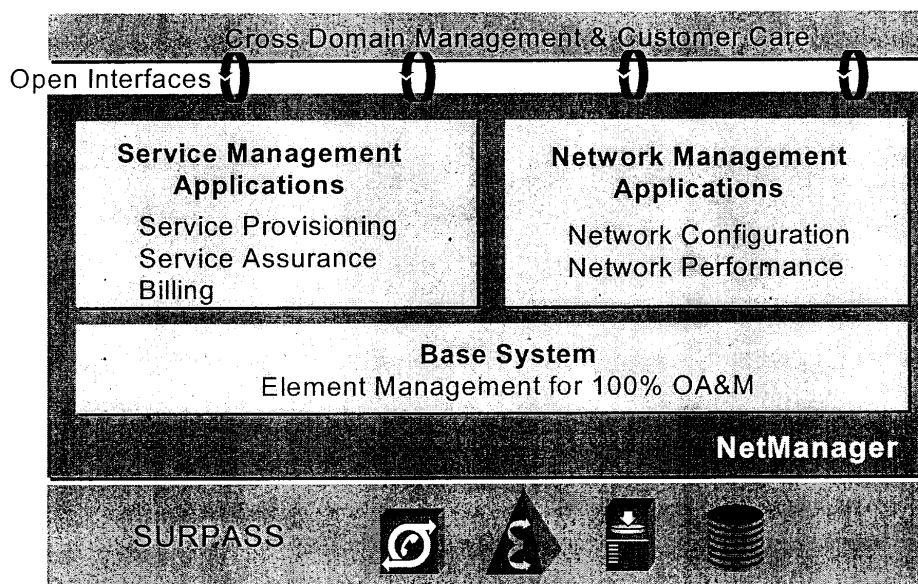 Cross Domain Management & Customer Care
Open Interfaces
Service Management
Applications
Service Provisioning
Service Assurance
Billing
Network Management
Applications
Network Configuration
Network Performance
Base System
Element Management for 100% OA&M
NetManager
SURPASS